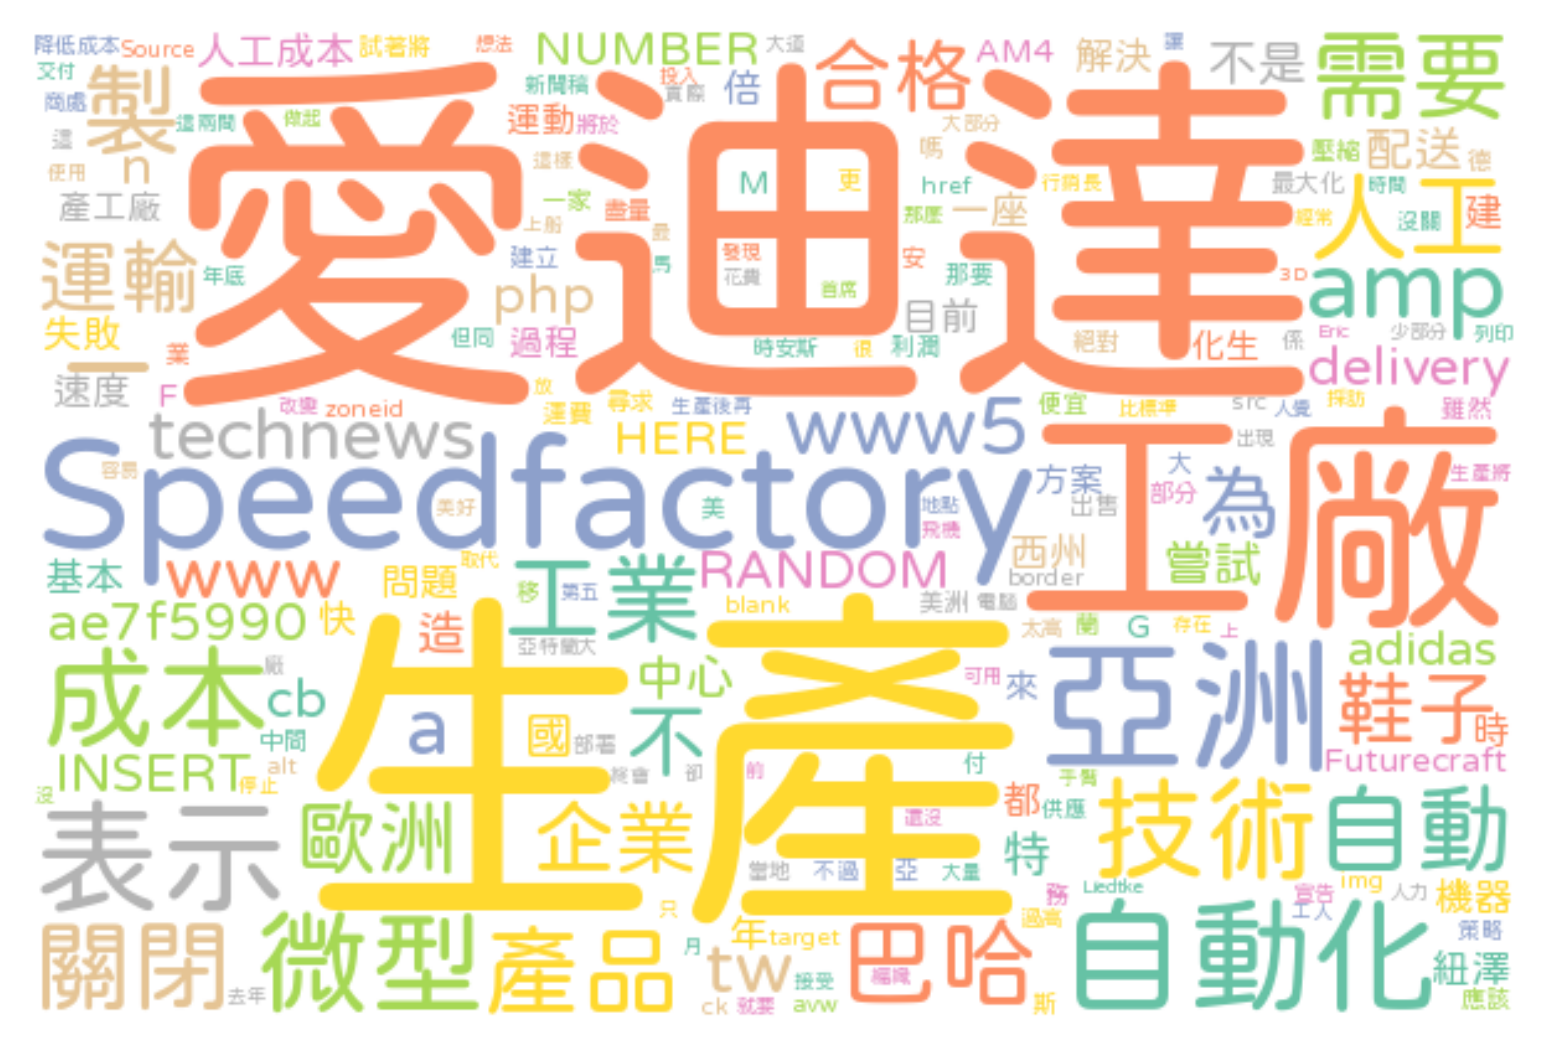 降低成本 Source 人工成本 試著將 想法 NUMBER 大道 合格 AM4 解決 讓 不是 需要
交付 製 新聞稿 投入 實際 倍
商處 這兩間 做起 運動 將於 大部分
這 n 這樣 嗎 壓縮 配送 德
使用 愛迪達 M 更 href 行銷長 最大化 時間 人工 建
產工廠 一家 盡量 那麼 一座 經常 沒關
運輸 上船 最 發現 安
年底 建立 馬 花費 首席 那要 3D amp
php 目前
失敗 一 業 但同 過程 時安斯 很 利潤 絕對 化生 係 Eric 少部分 列印
速度 F 放 delivery
改變 zoneid 運費 尋求 生產後再 便宜 比標準 src 人覺 採訪 雖然
technews HERE www5 出現 工廠
容易 Speedfactory 方案 大 部分 為 生產將
美好 美 地點 出售
飛機
基本 www 取代 問題 工業 RANDOM 西州 嘗試
border
ae7f5990 快 移 第五 blank 美洲 電腦
造 亞特蘭大 太高 蘭 G 存在 上
成本 廠 生產 中心 可用 來 亞洲 adidas
cb a 國 部署 不 鞋子 時
中間
INSERT alt 停止 終會 卻 前 付 手臂 Futurecraft
沒
表示 歐洲 企業 還沒 都 供應 技術 自動
當地 不過 亞 大量 特
務 Liedtke 宣告 img 人力 機器
關閉 微型 產品 只 年 target 巴哈 過高 自動化 工人 策略
月 tw 接受 編織 紐澤
去年 ck 就要 avw 斯 應該